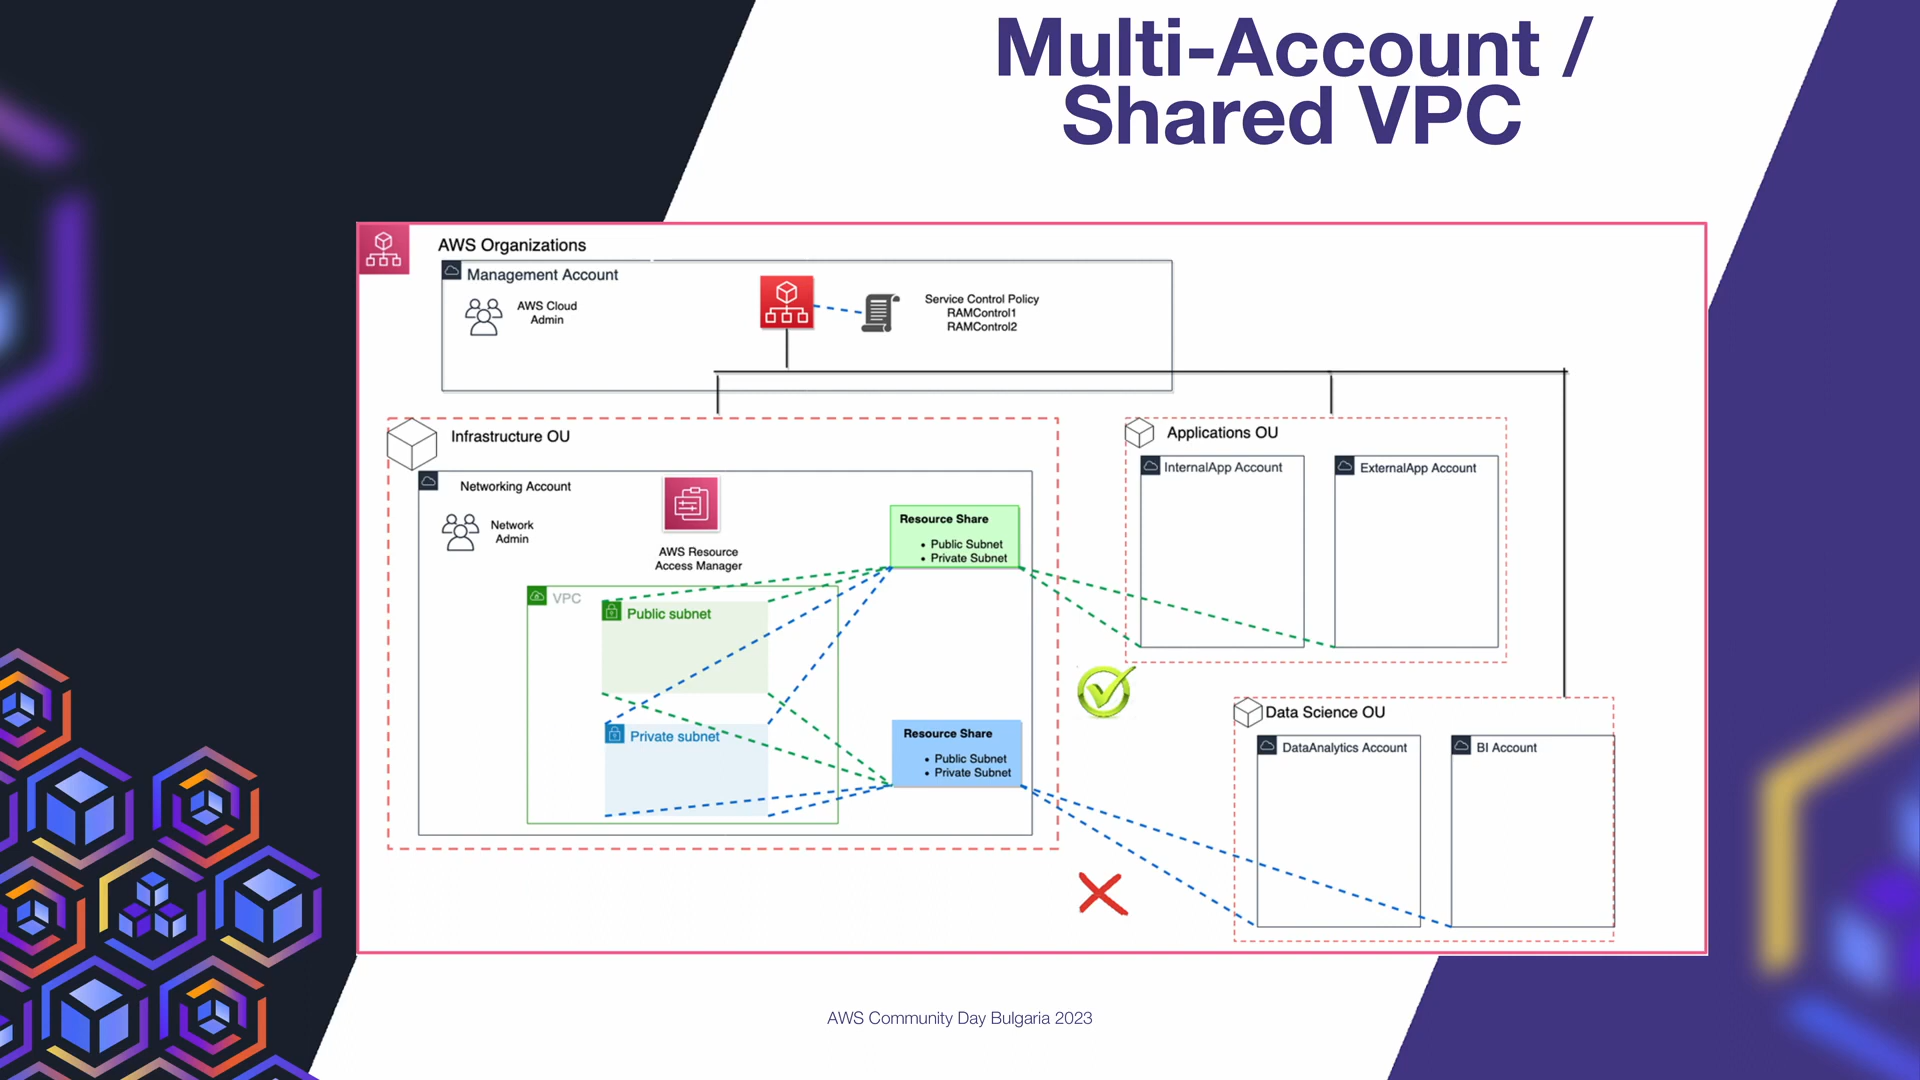 Multi-Account /
Shared VPC
AWS Organizations
Management Account
AWS Cloud
Admin
Service Control Policy
RAMControl1
RAMControl2
Infrastructure OU
Networking Account
Network
Admin
AWS Resource
Access Manager
Resource Share
• Public Subnet
• Private Subnet
VPC
Public subnet
Private subnet
Resource Share
• Public Subnet
• Private Subnet
Applications OU
InternalApp Account
ExternalApp Account
Data Science OU
DataAnalytics Account
BI Account
AWS Community Day Bulgaria 2023